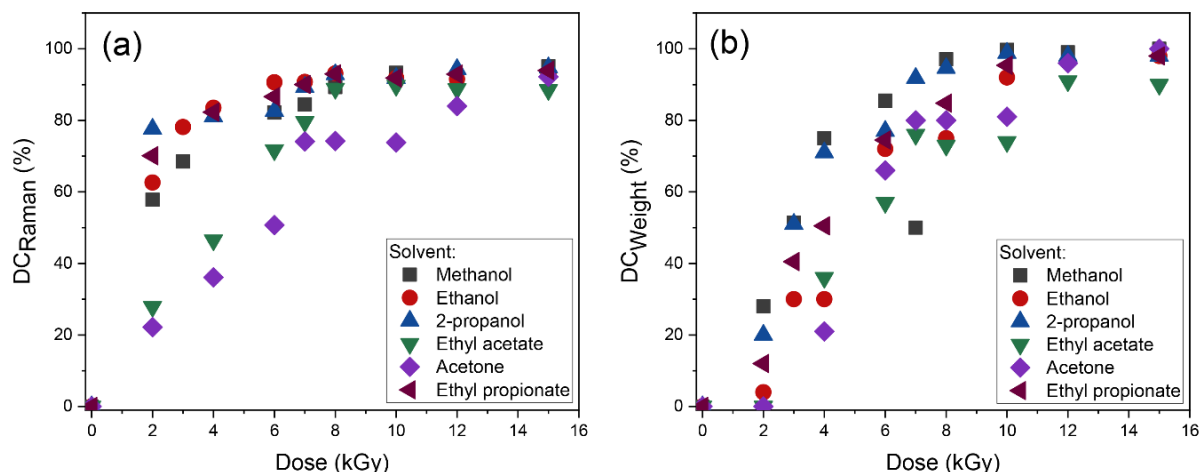 (a)
100
80
60
40
20
0
DC_Raman (%)
Solvent:
Methanol
Ethanol
2-propanol
Ethyl acetate
Acetone
Ethyl propionate
0 2 4 6 8 10 12 14 16
Dose (kGy)
(b)
100
80
60
40
20
0
DC_Weight (%)
Solvent:
Methanol
Ethanol
2-propanol
Ethyl acetate
Acetone
Ethyl propionate
0 2 4 6 8 10 12 14 16
Dose (kGy)